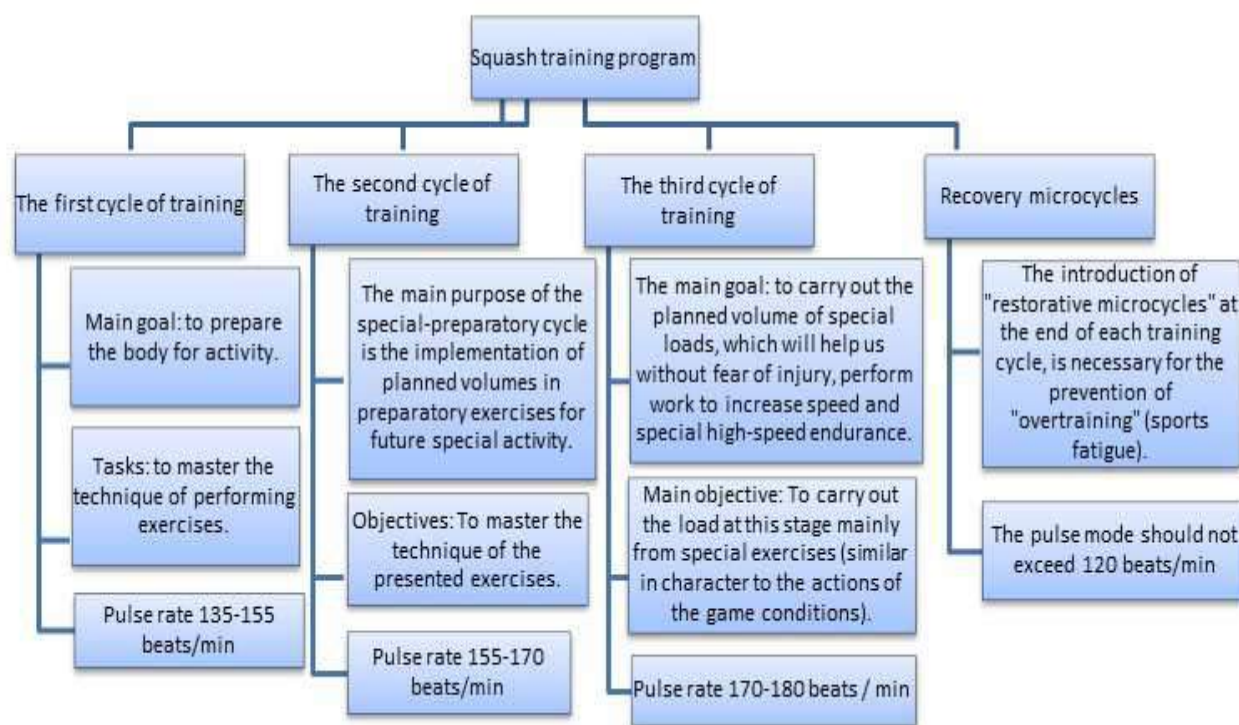 Squash training program
The first cycle of training
Main goal: to prepare
the body for activity.
Tasks: to master the
technique of performing
exercises.
Pulse rate 135-155
beats/min
The second cycle of
training
The main purpose of the
special-preparatory cycle
is the implementation of
planned volumes in
preparatory exercises for
future special activity.
Objectives: To master the
technique of the
presented exercises.
Pulse rate 155-170
beats/min
The third cycle of
training
The main goal: to carry out the
planned volume of special
loads, which will help us
without fear of injury, perform
work to increase speed and
special high-speed endurance.
Main objective: To carry out
the load at this stage mainly
from special exercises (similar
in character to the actions of
the game conditions).
Pulse rate 170-180 beats / min
Recovery microcycles
The introduction of
"restorative microcycles" at
the end of each training
cycle, is necessary for the
prevention of
"overtraining" (sports
fatigue).
The pulse mode should not
exceed 120 beats/min